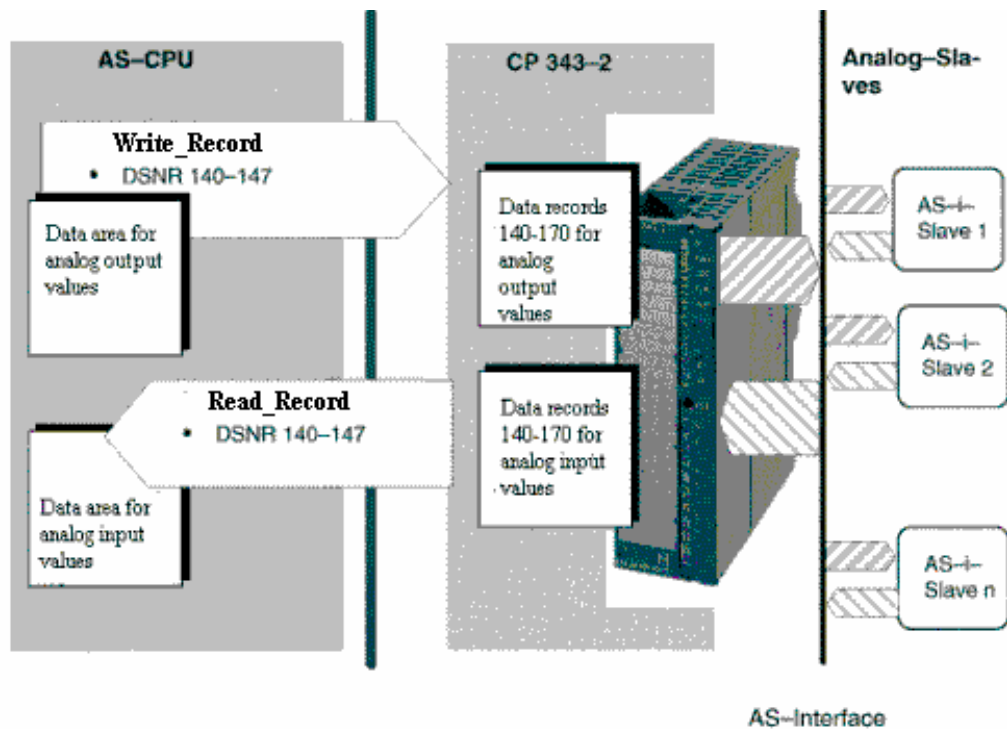 AS–CPU
CP 343–2
Analog–Sla-
ves
Write_Record
• DSNR 140–147
Data area for
analog output
values
Data records
140-170 for
analog
output
values
AS–i–
Slave 1
AS–i–
Slave 2
Read_Record
• DSNR 140–147
Data records
140-170 for
analog input
values
Data area for
analog input
values
AS–i–
Slave n
AS–Interface